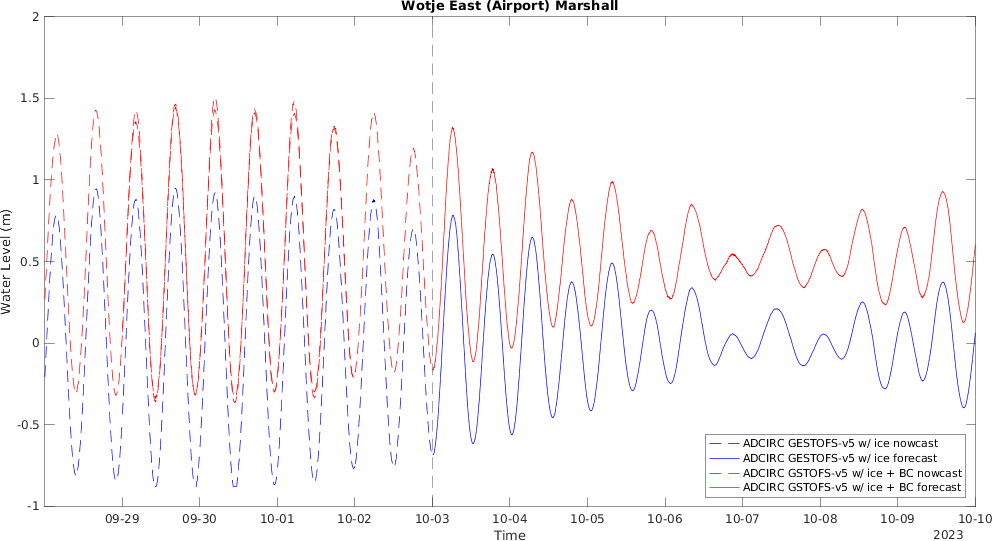 Wotje East (Airport) Marshall
2
1.5
1
0.5
0
-0.5
-1
Water Level (m)
09-29 09-30 10-01 10-02 10-03 10-04 10-05 10-06 10-07 10-08 10-09 10-10
Time
2023
ADCIRC GESTOFS-v5 w/ ice nowcast
ADCIRC GESTOFS-v5 w/ ice forecast
ADCIRC GSTOFS-v5 w/ ice + BC nowcast
ADCIRC GSTOFS-v5 w/ ice + BC forecast